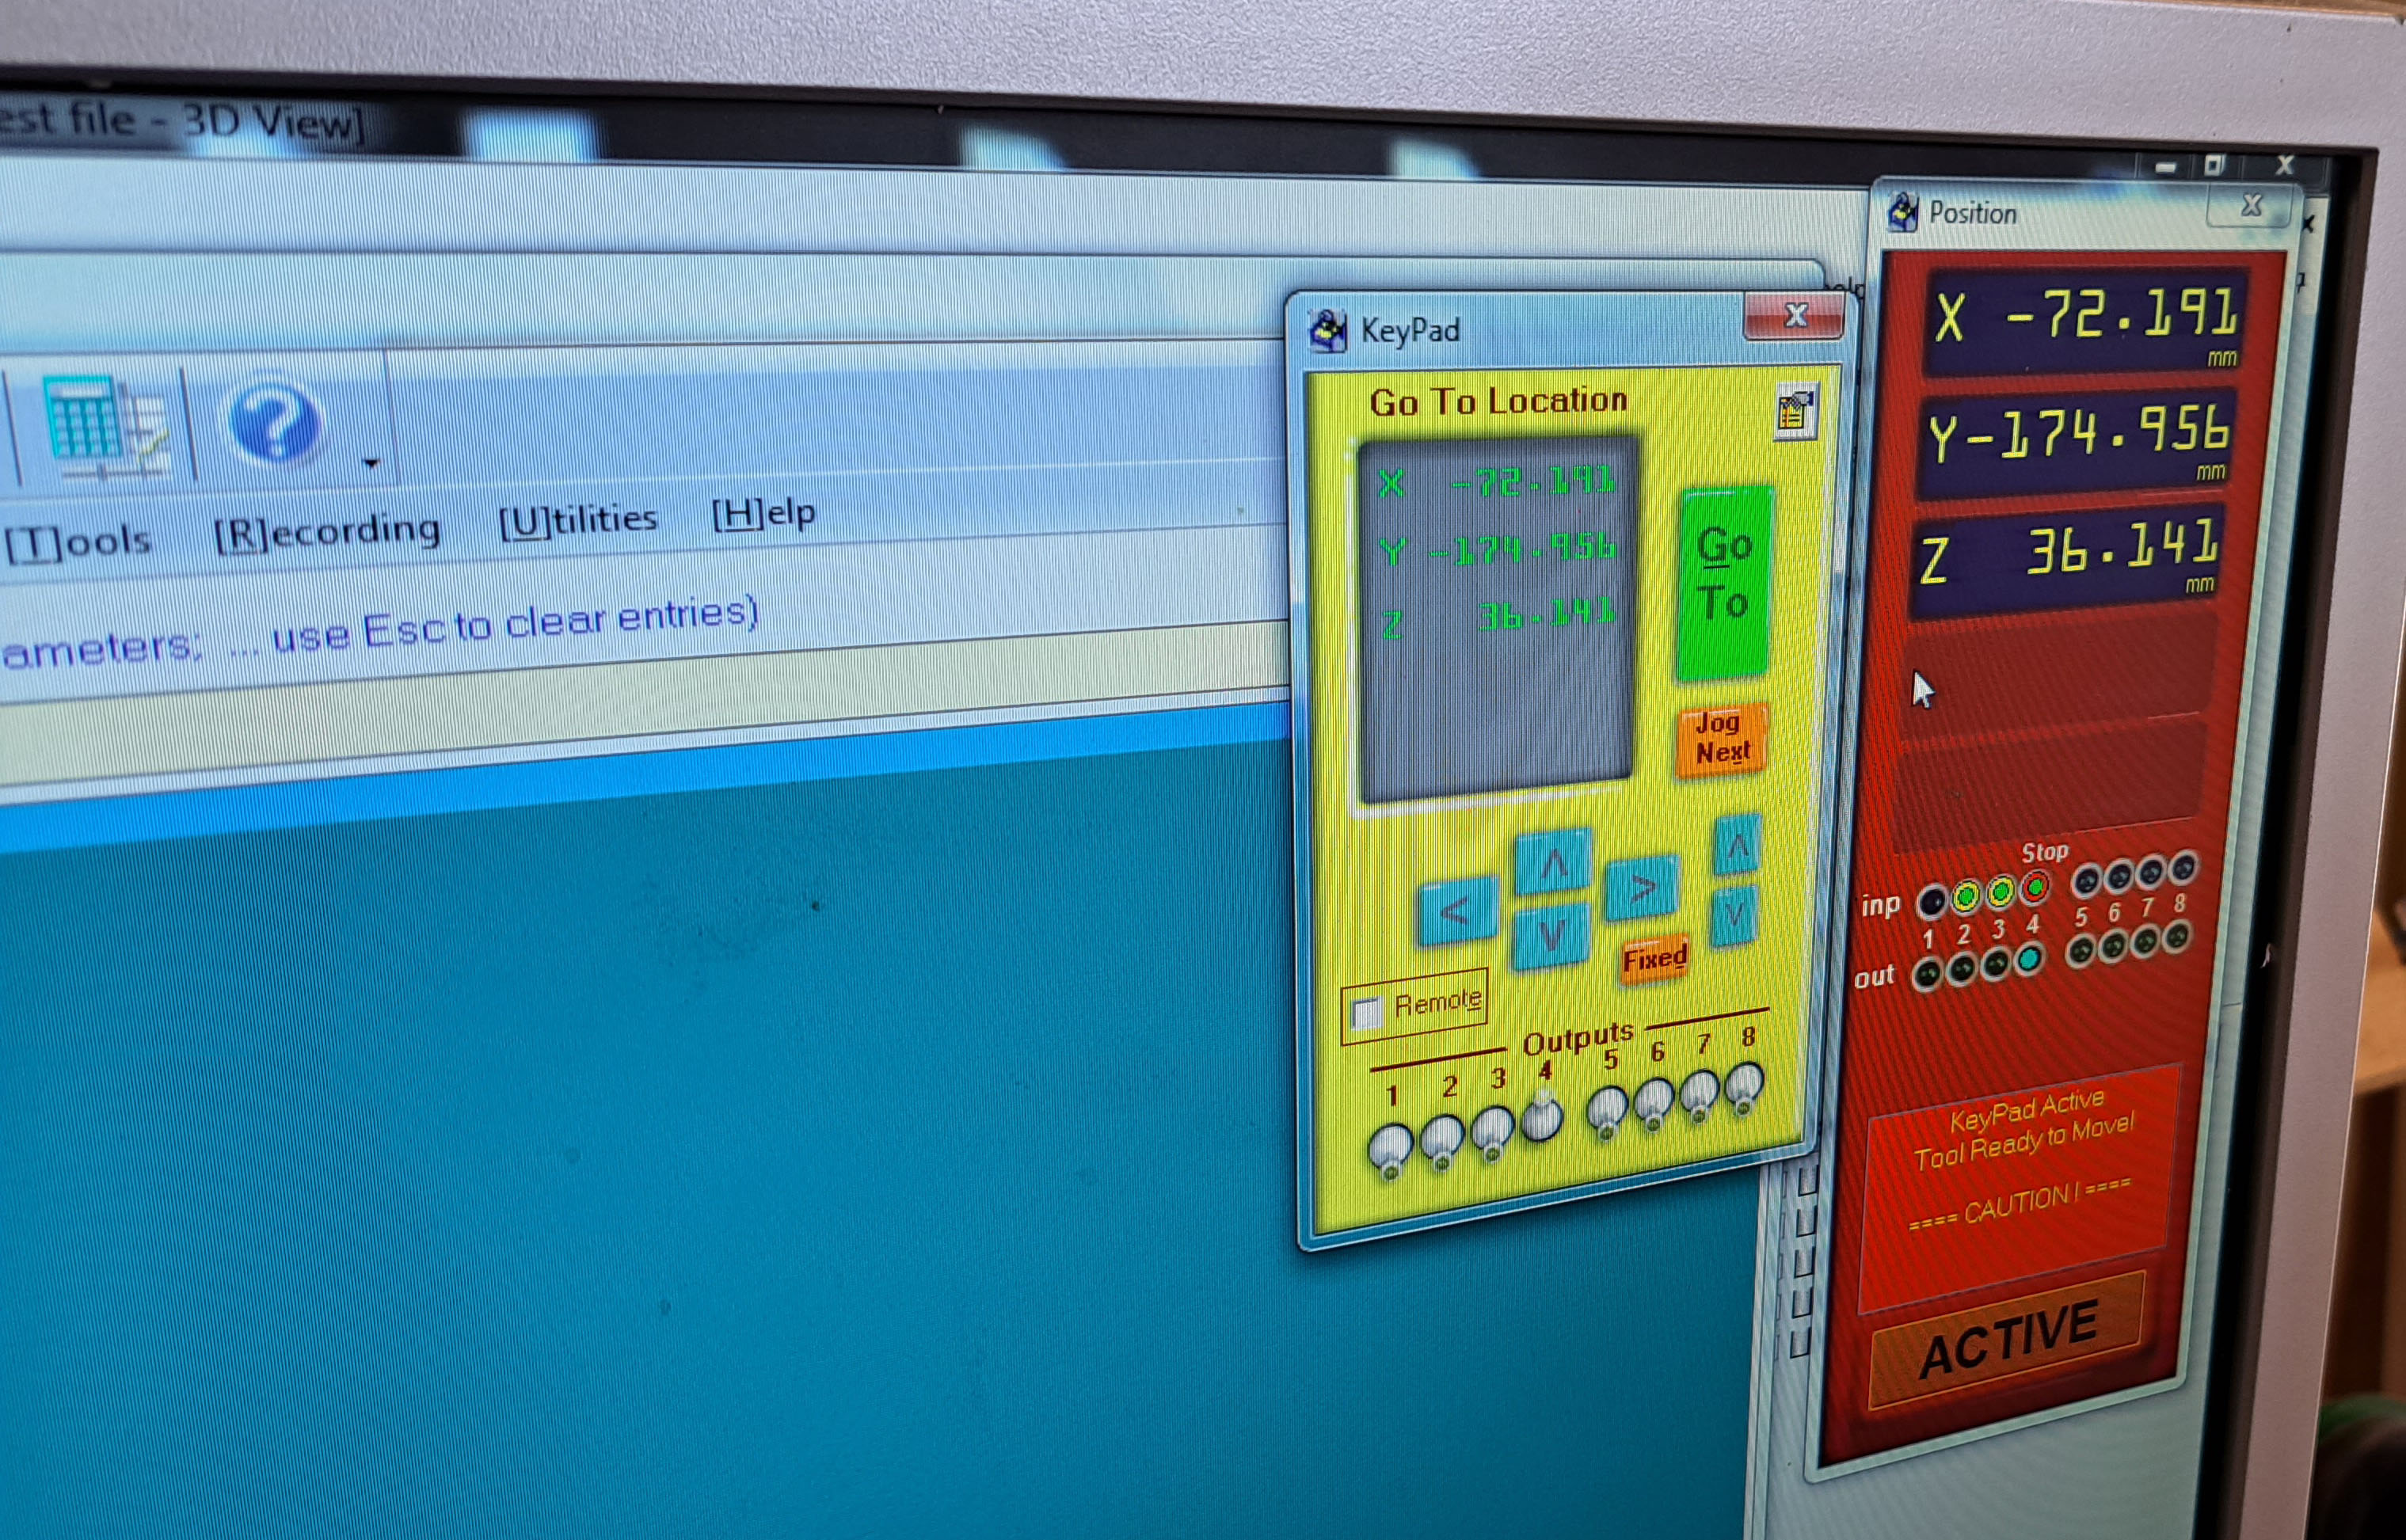 est file - 3D View]
[T]ools [R]ecording [U]tilities [H]elp
ameters; ... use Esc to clear entries)
KeyPad
Go To Location
X -72.191
Y -174.956
Z 36.141
Go
To
Jog
Next
< ∧ ∨ > ∧ ∨
Fixed
Remote
Outputs
1 2 3 4 5 6 7 8
Position
X -72.191
mm
Y-174.956
mm
Z 36.141
mm
Stop
inp
1 2 3 4 5 6 7 8
out
KeyPad Active
Tool Ready to Move!
==== CAUTION ! ====
ACTIVE